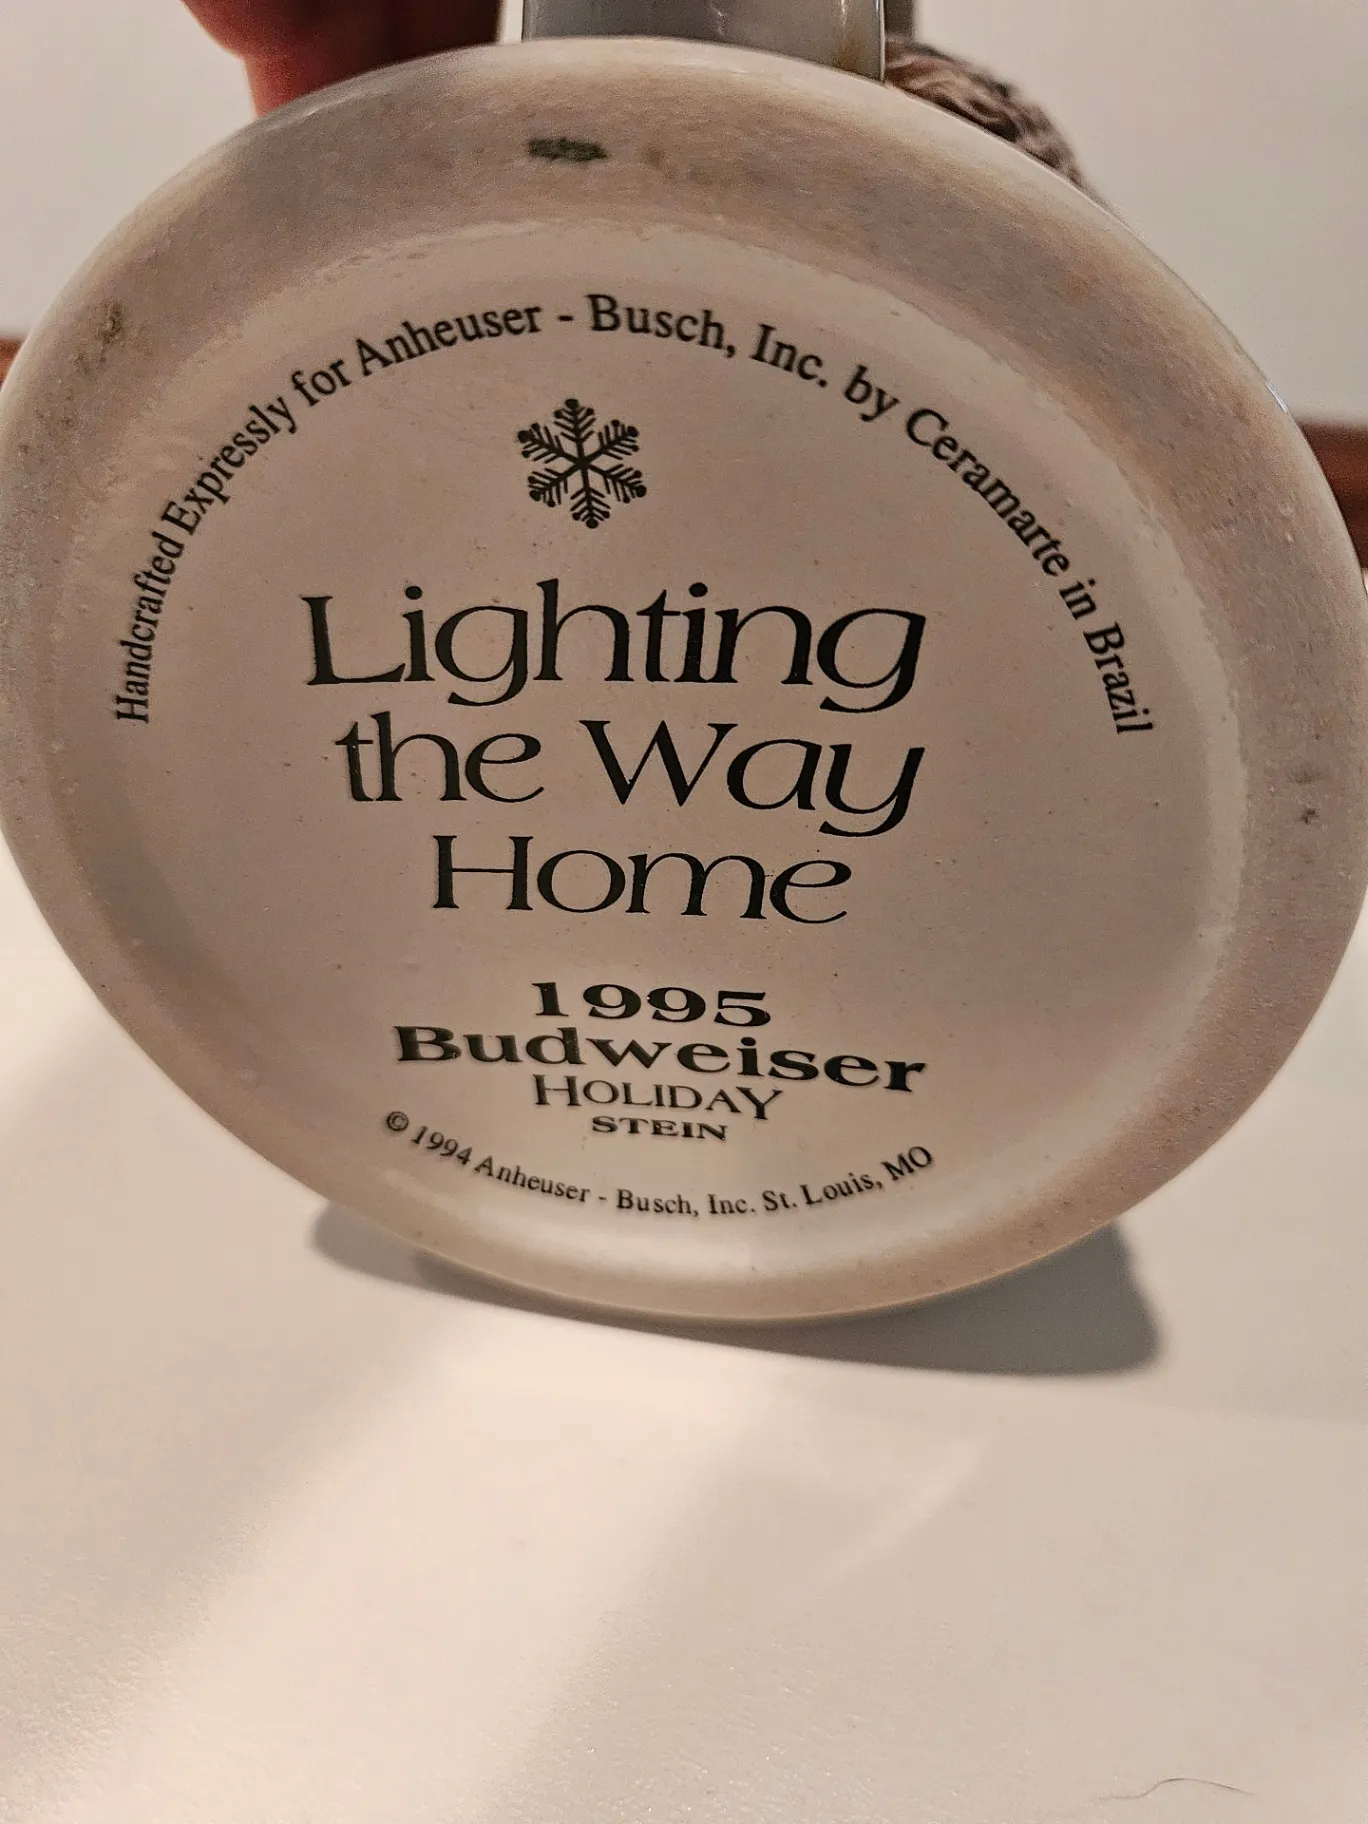 Handcrafted Expressly for Anheuser - Busch, Inc. by Ceramarte in Brazil
Lighting
the Way
Home
1995
Budweiser
HOLIDAY
STEIN
© 1994 Anheuser - Busch, Inc. St. Louis, MO